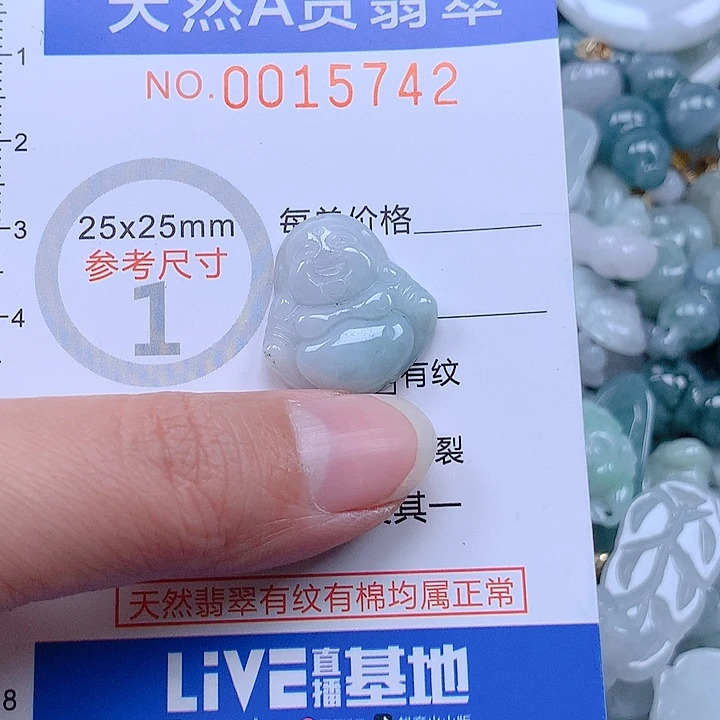 天然A货翡翠
NO.0015742
1
2
3
4
8
25x25mm
参考尺寸
1
每单价格
有纹
裂
其一
天然翡翠有纹有棉均属正常
LiVE直播基地